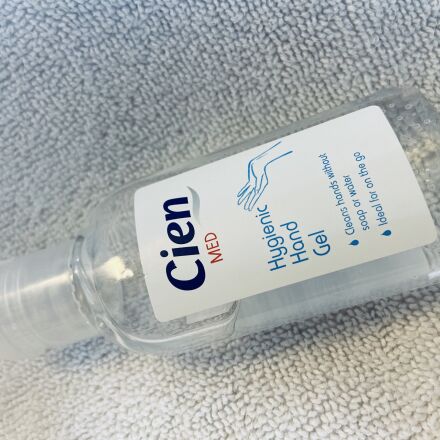 Cien
MED
Hygienic
Hand
Gel
Cleans hands without
soap or water
Ideal for on the go